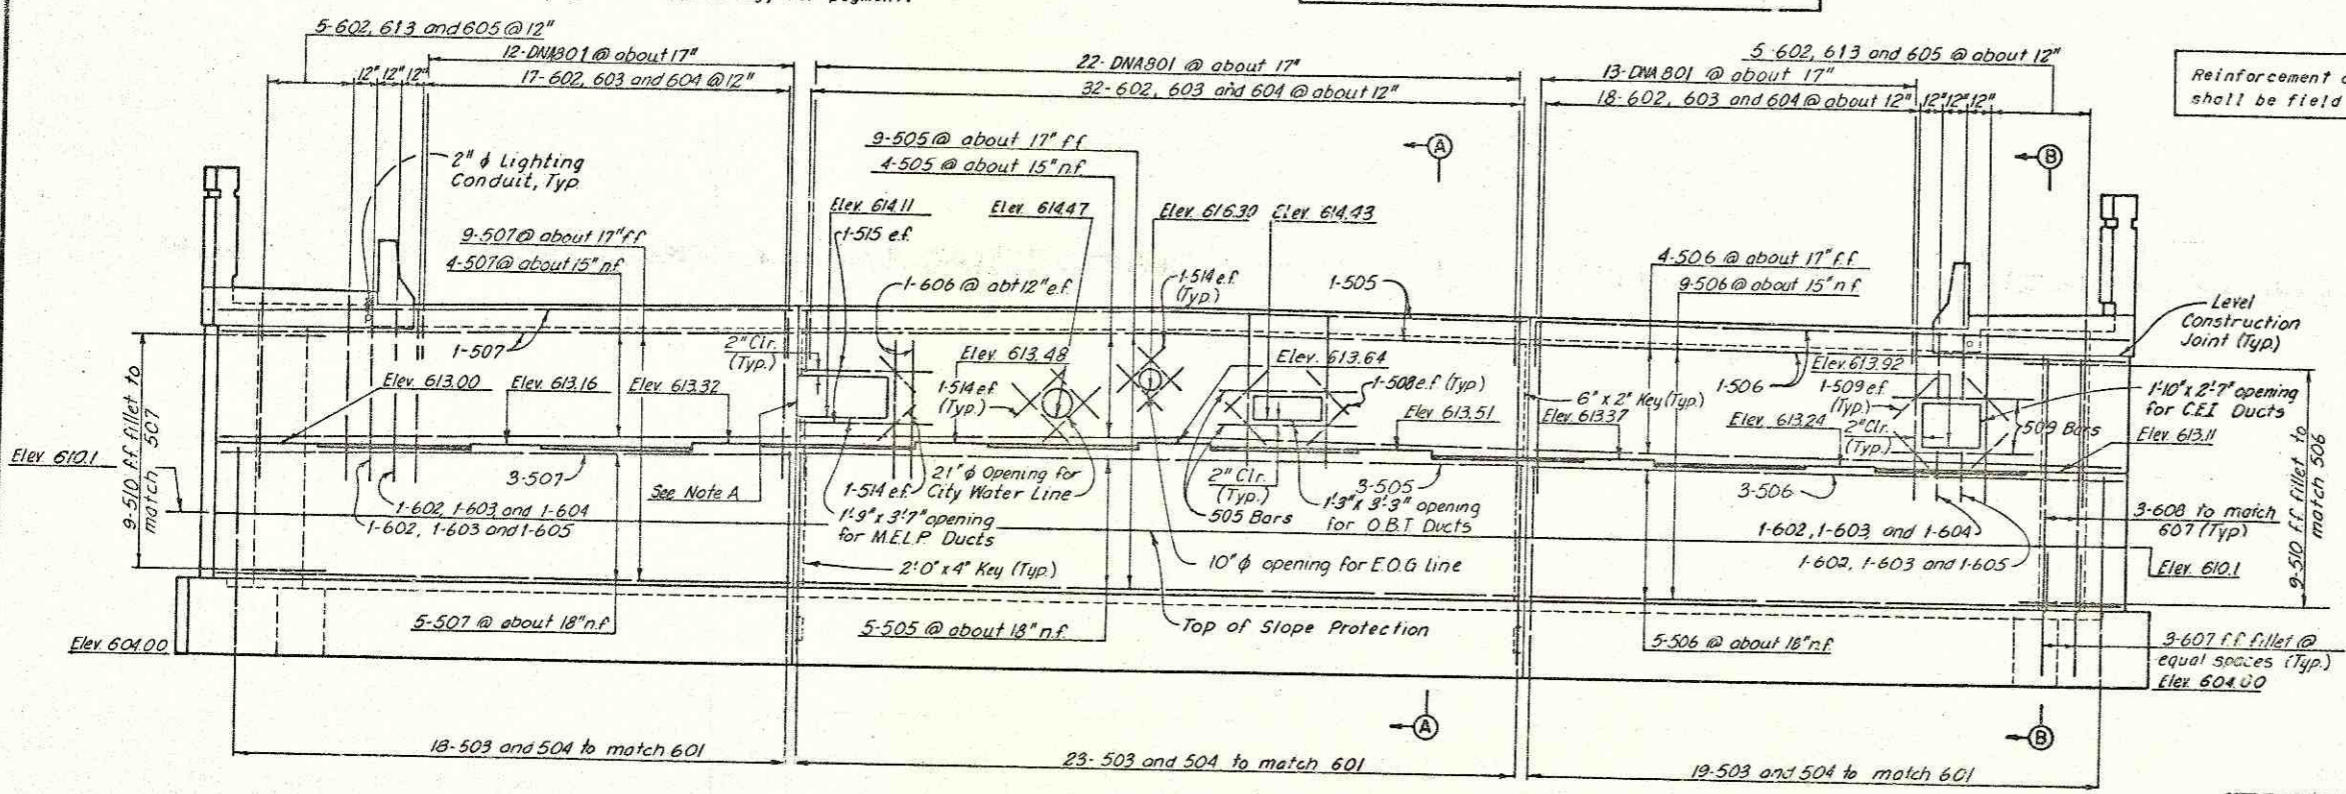 5-602, 613 and 605 @ 12"
12-DNA801 @ about 17"
12" 12" 12"
17-602, 603 and 604 @ 12"
22-DNA801 @ about 17"
32-602, 603 and 604 @ about 12"
5-602, 613 and 605 @ about 12"
13-DNA801 @ about 17"
18-602, 603 and 604 @ about 12"
12" 12" 12"
Reinforcement
shall be field
2" φ Lighting
Conduit, Typ.
9-505 @ about 17" f.f.
4-505 @ about 15" n.f.
A
B
Elev. 614.11
Elev. 614.47
Elev. 616.30
Elev. 614.43
1-515 e.f.
9-507 @ about 17" f.f.
4-507 @ about 15" n.f.
1-606 @ abt 12" e.f.
1-514 e.f.
(Typ.)
1-505
4-506 @ about 17" f.f.
9-506 @ about 15" n.f.
Level
Construction
Joint (Typ.)
1-507
2" Clr.
(Typ.)
Elev. 613.48
Elev. 613.64
Elev. 613.92
1-506
1-509 e.f.
(Typ.)
1'-10" x 2'-7" opening
for C.E.I. Ducts
9-510 f.f. fillet to
match 507
Elev. 613.00
Elev. 613.16
Elev. 613.32
1-514 e.f.
(Typ.)
1-508 e.f. (Typ.)
6" x 2" Key (Typ.)
Elev. 613.51
Elev. 613.37
Elev. 613.24
2" Clr.
(Typ.)
509 Bars
Elev. 613.11
9-510 f.f. fillet to
match 506
Elev. 610.1
3-507
See Note A
1-514 e.f.
21" φ Opening for
City Water Line
2" Clr.
(Typ.)
505 Bars
3-505
1'-3" x 3'-3" opening
for O.B.T. Ducts
3-506
1-602, 1-603 and 1-604
1-602, 1-603 and 1-605
1'-9" x 3'-7" opening
for M.E.L.P. Ducts
1-602, 1-603, and 1-604
1-602, 1-603 and 1-605
3-608 to match
607 (Typ.)
2'-0" x 4" Key (Typ.)
10" φ opening for E.O.G. Line
Elev. 610.1
5-507 @ about 18" n.f.
5-505 @ about 18" n.f.
Top of Slope Protection
5-506 @ about 18" n.f.
3-607 f.f. fillet @
equal spaces (Typ.)
Elev. 604.00
Elev. 604.00
A
B
18-503 and 504 to match 601
23-503 and 504 to match 601
19-503 and 504 to match 601